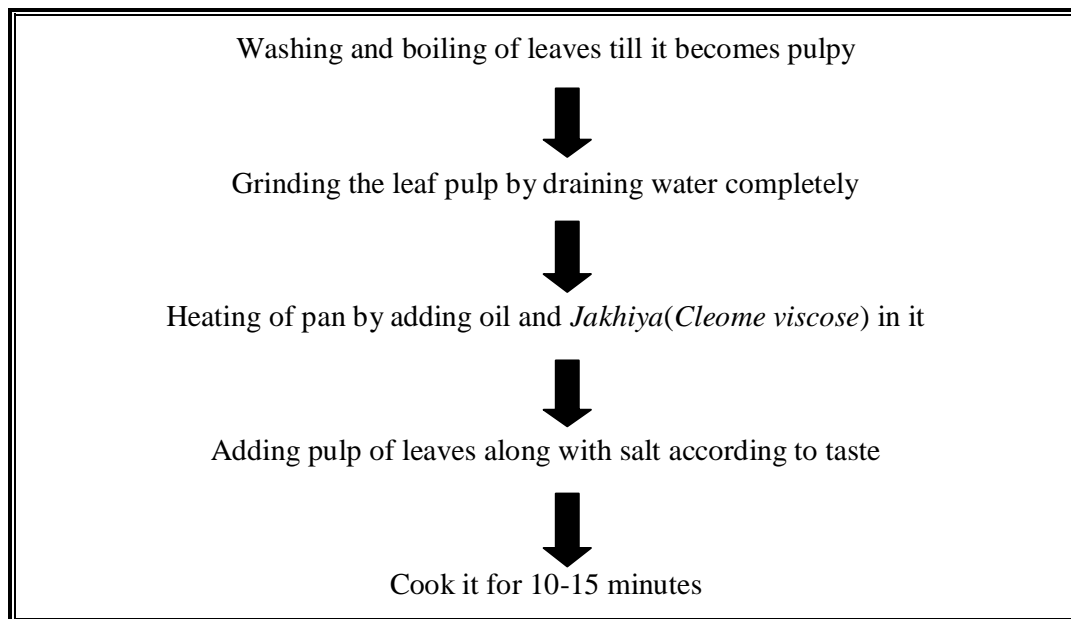 Washing and boiling of leaves till it becomes pulpy
Grinding the leaf pulp by draining water completely
Heating of pan by adding oil and Jakhiya(Cleome viscose) in it
Adding pulp of leaves along with salt according to taste
Cook it for 10-15 minutes